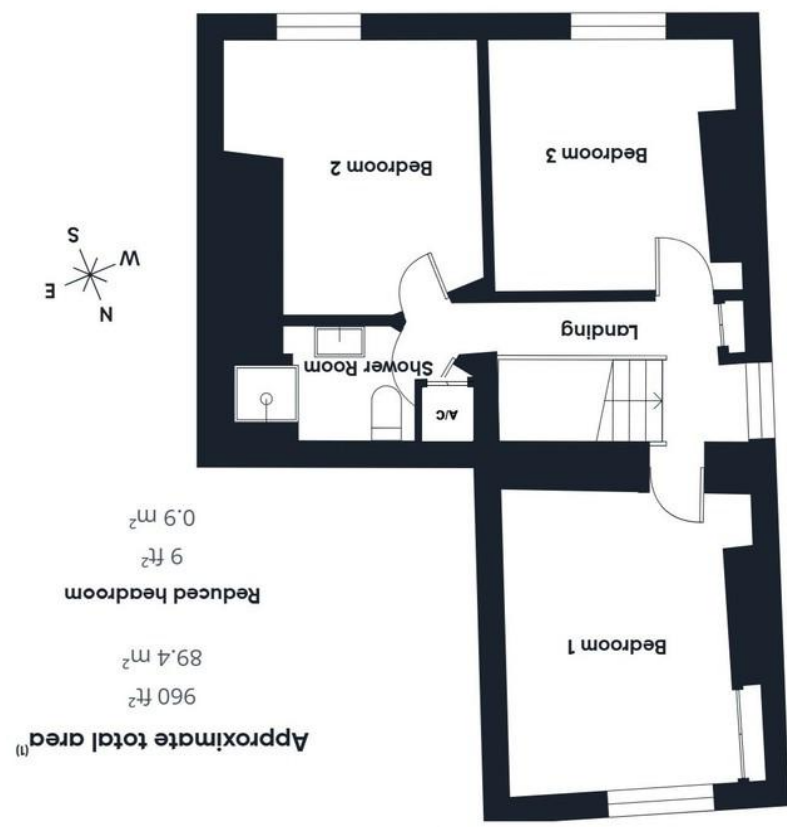 Approximate total area(1)
960 ft²
89.4 m²
Reduced headroom
9 ft²
0.9 m²
Bedroom 1
A/C
Shower Room
Landing
N
E
W
S
Bedroom 3
Bedroom 2